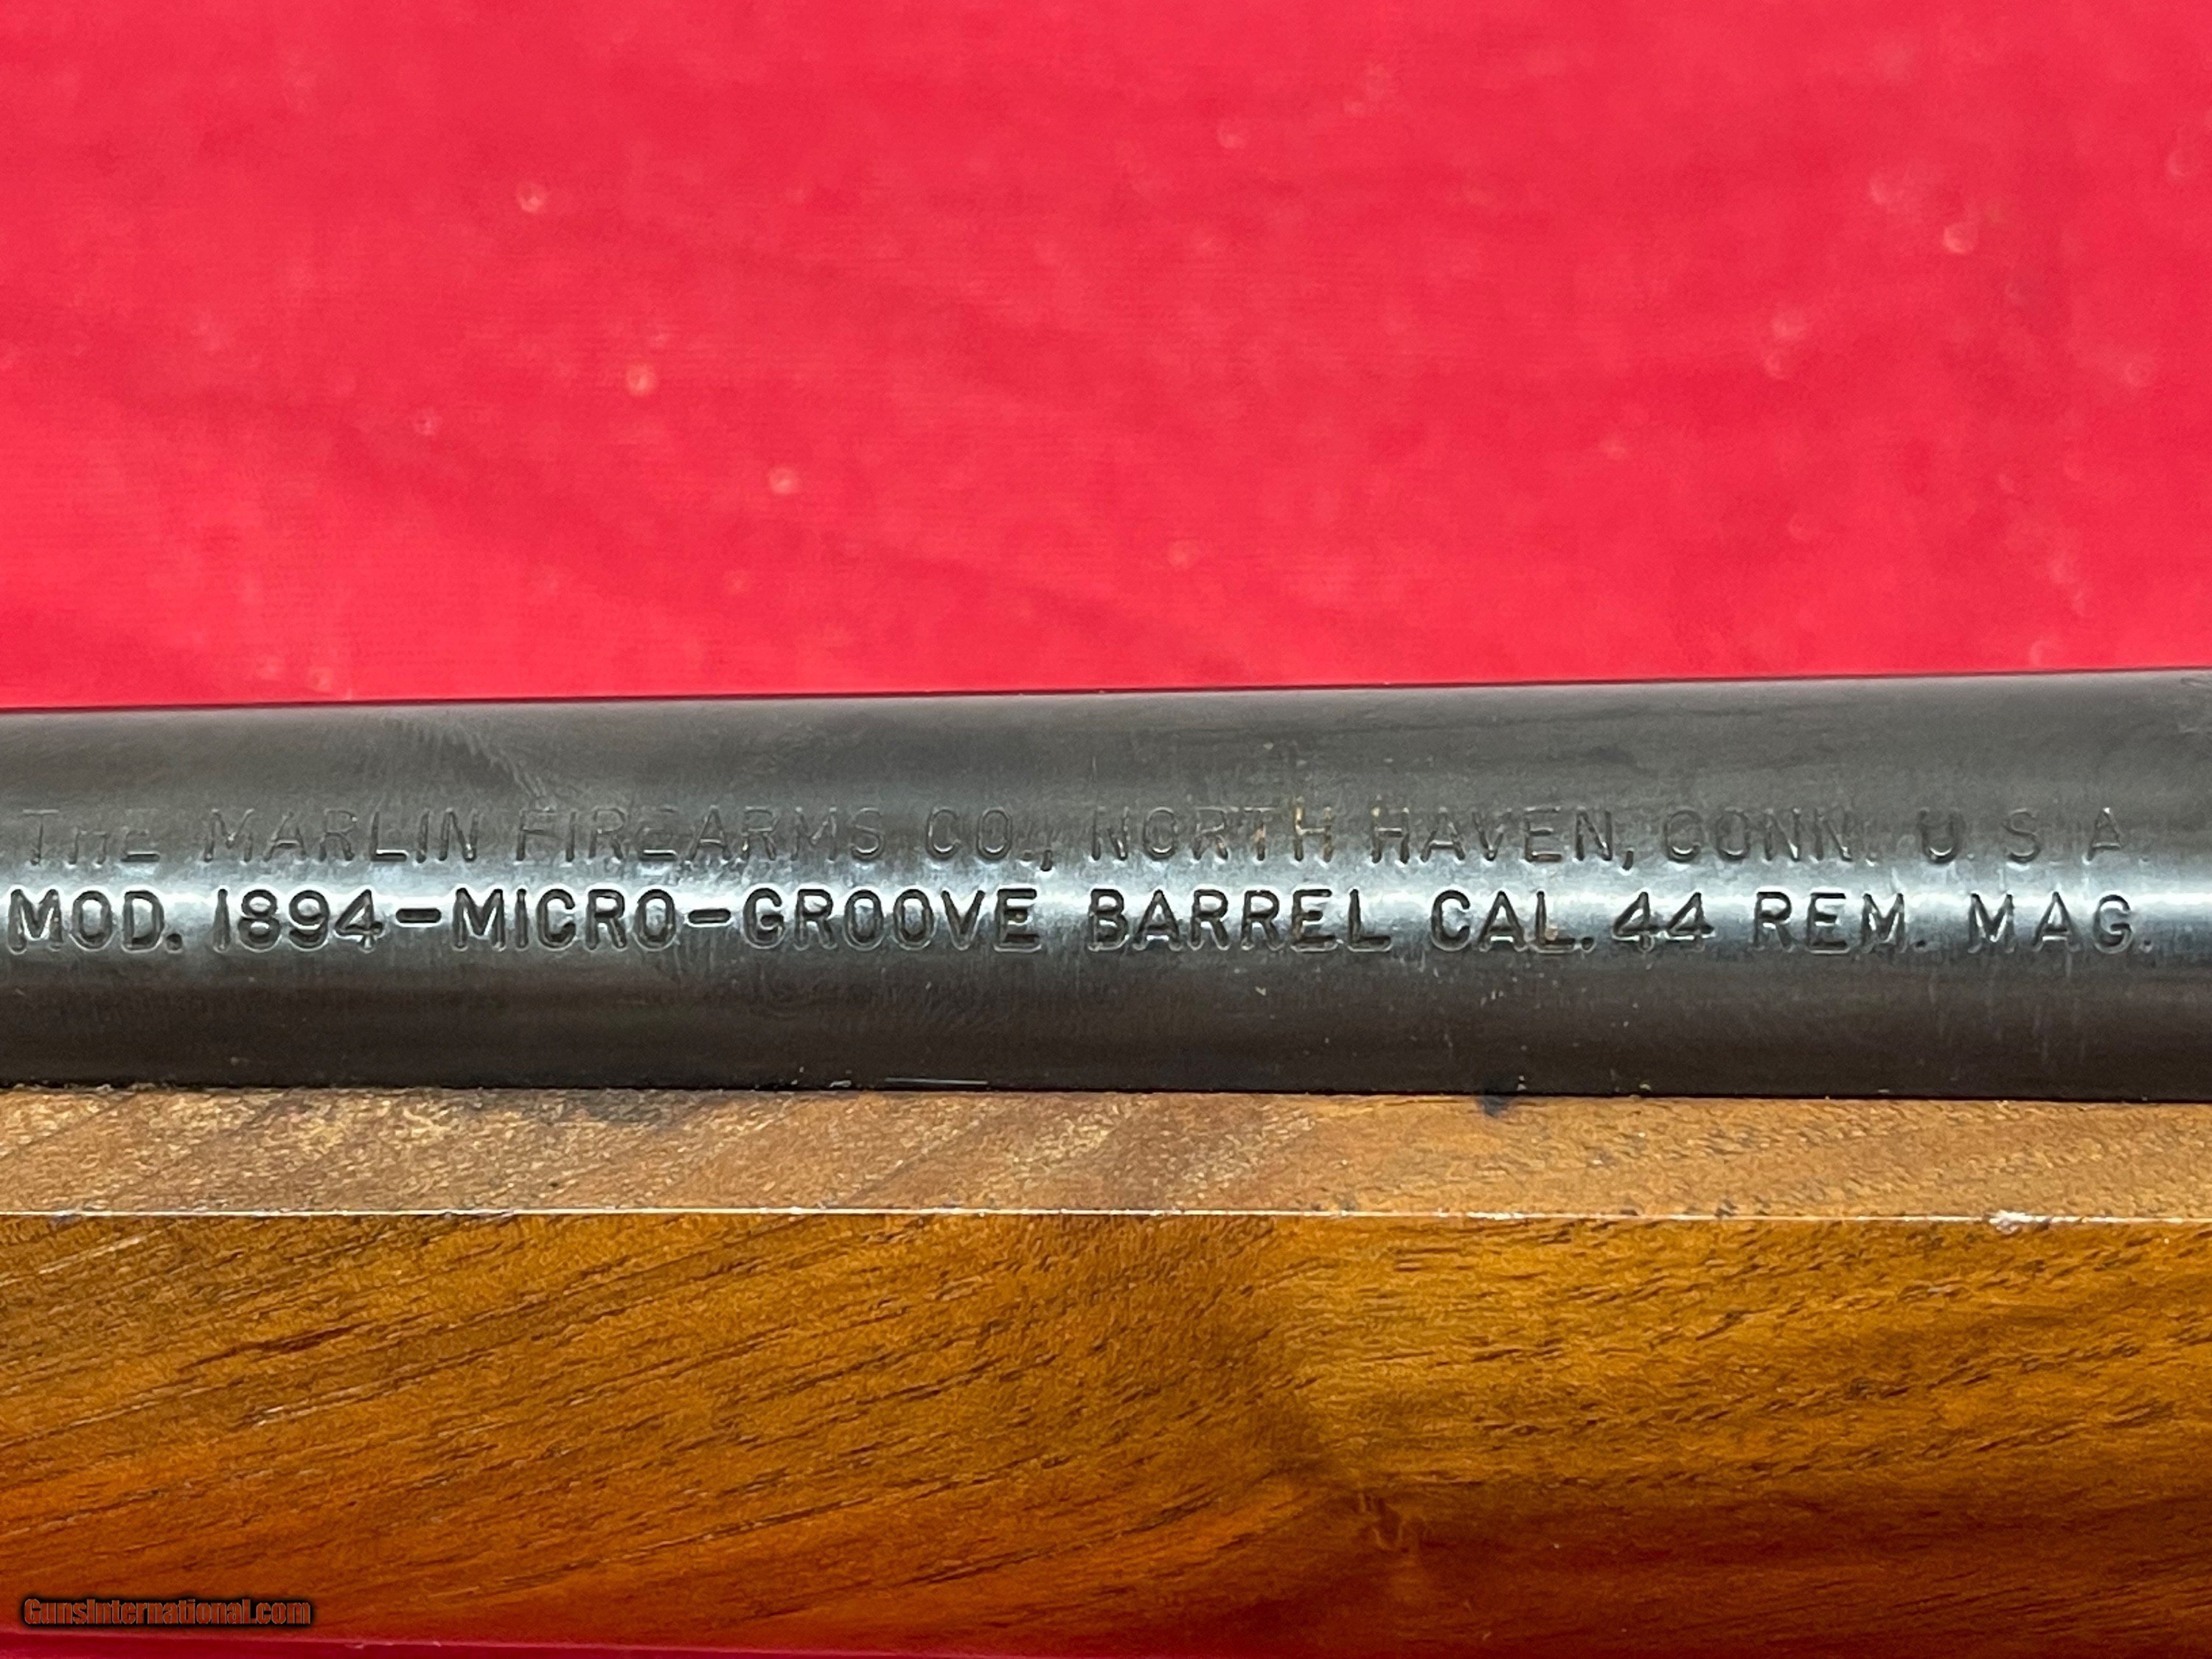 THE MARLIN FIREARMS CO., NORTH HAVEN, CONN. U.S.A.
MOD. 1894-MICRO-GROOVE BARREL CAL. 44 REM. MAG.
GunsInternational.com